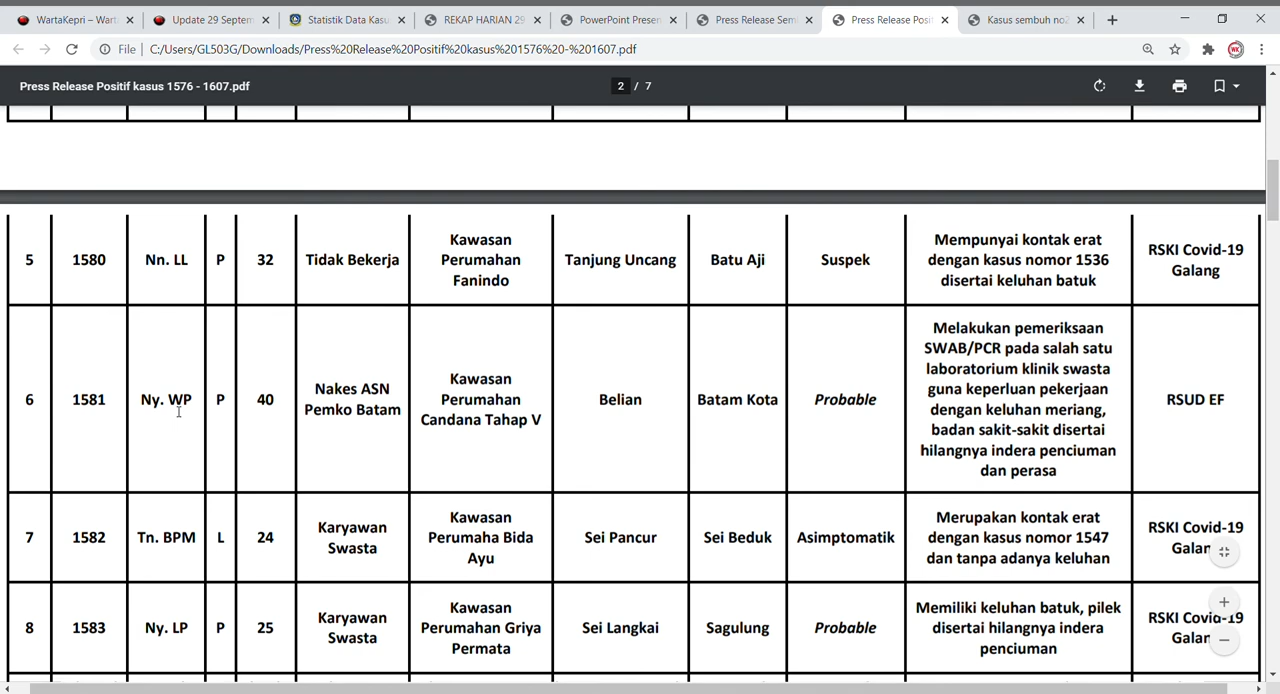 WartaKepri – Wart
Update 29 Septem
Statistik Data Kasu
REKAP HARIAN 29
PowerPoint Presen
Press Release Sem
Press Release Posit
Kasus sembuh no2
File
C:/Users/GL503G/Downloads/Press%20Release%20Positif%20kasus%201576%20-%201607.pdf
Press Release Positif kasus 1576 - 1607.pdf
2 / 7
5
1580
Nn. LL
P
32
Tidak Bekerja
Kawasan
Perumahan
Fanindo
Tanjung Uncang
Batu Aji
Suspek
Mempunyai kontak erat
dengan kasus nomor 1536
disertai keluhan batuk
RSKI Covid-19
Galang
6
1581
Ny. WP
P
40
Nakes ASN
Pemko Batam
Kawasan
Perumahan
Candana Tahap V
Belian
Batam Kota
Probable
Melakukan pemeriksaan
SWAB/PCR pada salah satu
laboratorium klinik swasta
guna keperluan pekerjaan
dengan keluhan meriang,
badan sakit-sakit disertai
hilangnya indera penciuman
dan perasa
RSUD EF
7
1582
Tn. BPM
L
24
Karyawan
Swasta
Kawasan
Perumaha Bida
Ayu
Sei Pancur
Sei Beduk
Asimptomatik
Merupakan kontak erat
dengan kasus nomor 1547
dan tanpa adanya keluhan
RSKI Covid-19
Galan
8
1583
Ny. LP
P
25
Karyawan
Swasta
Kawasan
Perumahan Griya
Permata
Sei Langkai
Sagulung
Probable
Memiliki keluhan batuk, pilek
disertai hilangnya indera
penciuman
RSKI Covid-19
Galan